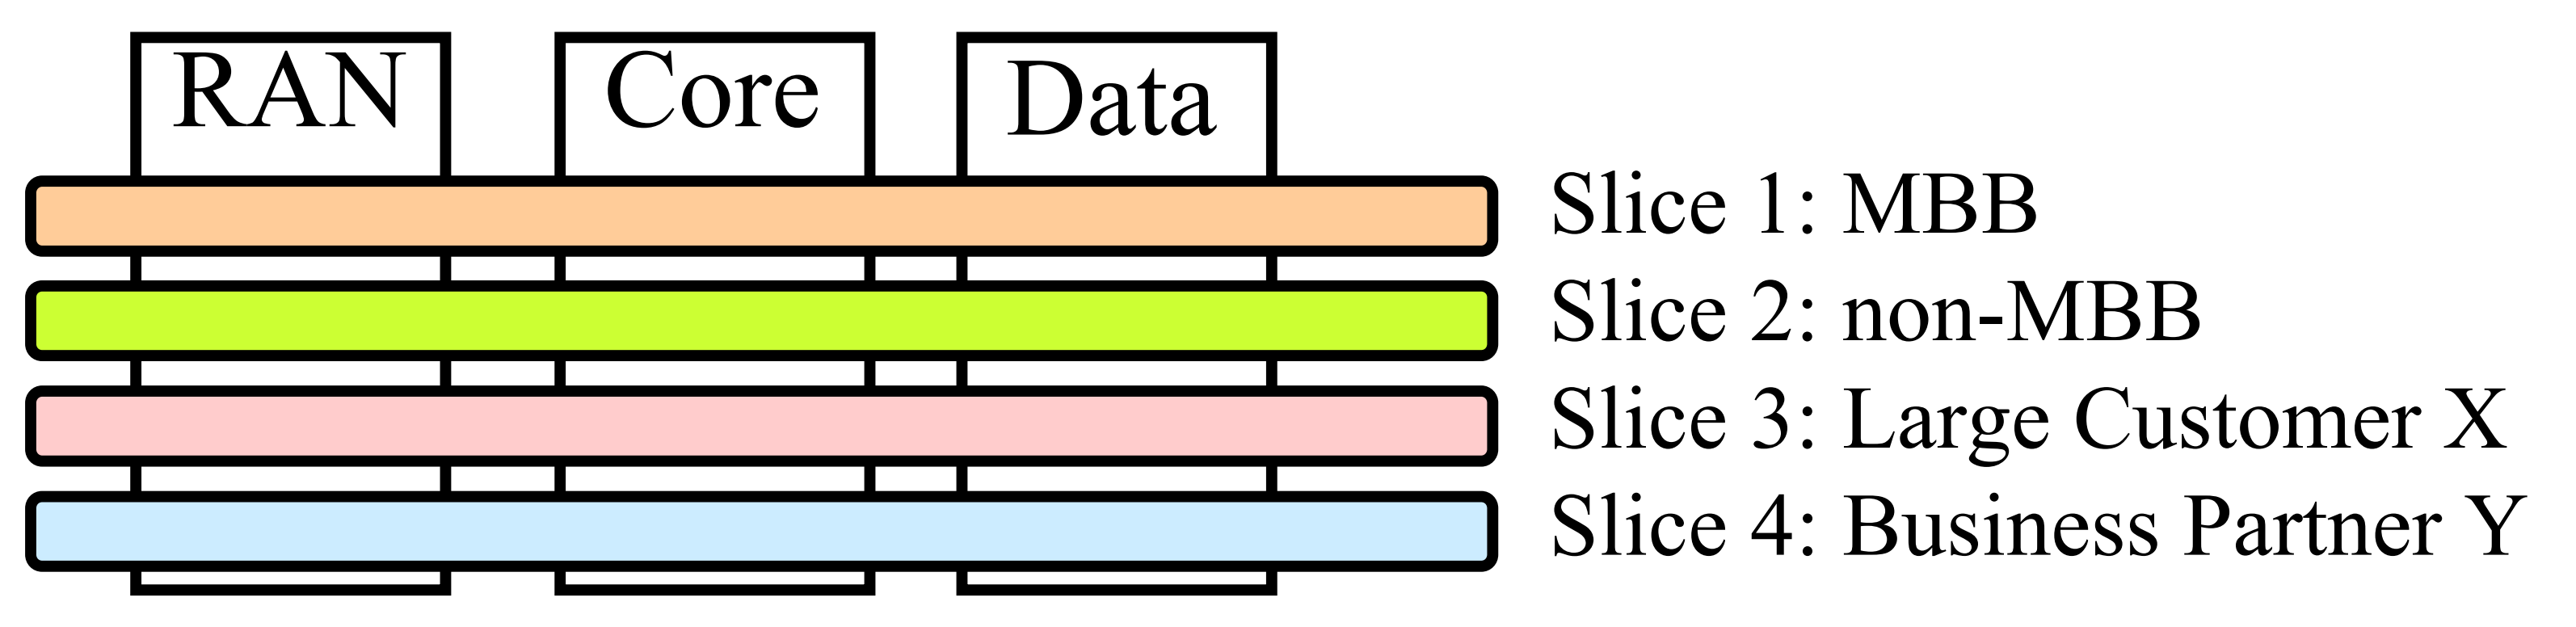 RAN
Core
Data
Slice 1: MBB
Slice 2: non-MBB
Slice 3: Large Customer X
Slice 4: Business Partner Y